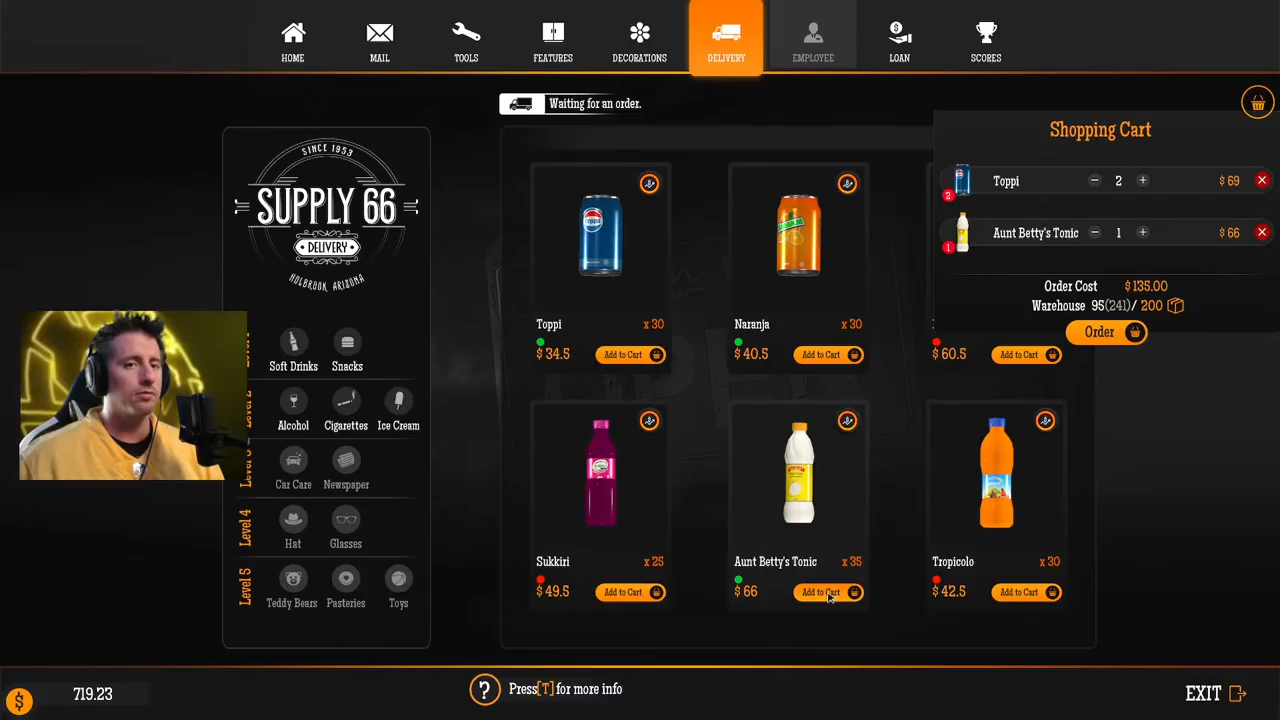 HOME
MAIL
TOOLS
FEATURES
DECORATIONS
DELIVERY
EMPLOYEE
LOAN
SCORES
Waiting for an order.
SINCE 1953
SUPPLY 66
DELIVERY
HOLBROOK ARIZONA
Soft Drinks
Snacks
Alcohol
Cigarettes
Ice Cream
Car Care
Newspaper
Level 4
Hat
Glasses
Level 5
Teddy Bears
Pasteries
Toys
Toppi x 30
$ 34.5 Add to Cart
Naranja x 30
$ 40.5 Add to Cart
$ 60.5 Add to Cart
Sukkiri x 25
$ 49.5 Add to Cart
Aunt Betty's Tonic x 35
$ 66 Add to Cart
Tropicolo x 30
$ 42.5 Add to Cart
Shopping Cart
2 Toppi − 2 + $ 69 X
1 Aunt Betty's Tonic − 1 + $ 66 X
Order Cost $ 135.00
Warehouse 95(241)/ 200
Order
$ 719.23
? Press[T] for more info
EXIT